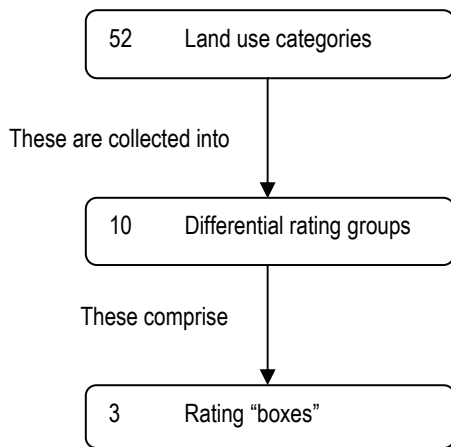 52 Land use categories
These are collected into
10 Differential rating groups
These comprise
3 Rating “boxes”